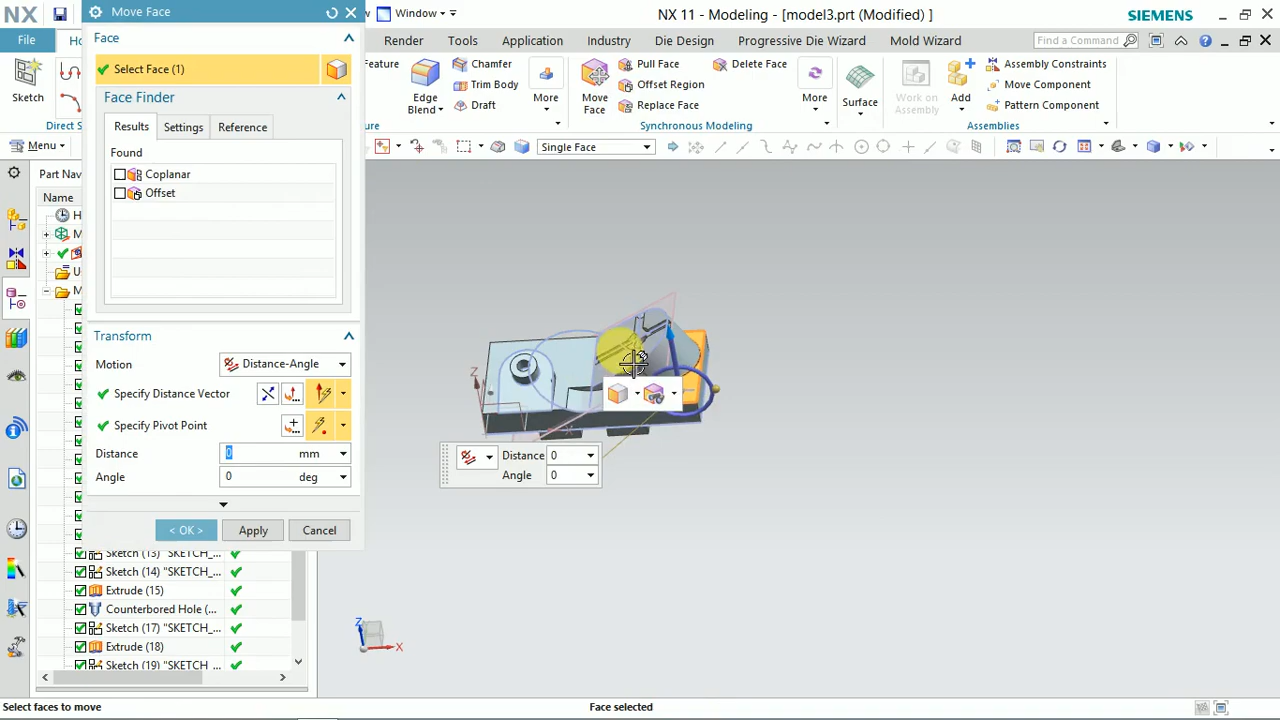 NX Window NX 11 - Modeling - [model3.prt (Modified) ] SIEMENS
Move Face
File Render Tools Application Industry Die Design Progressive Die Wizard Mold Wizard Find a Command
Face
Select Face (1)
Face Finder
Results Settings Reference
Found
Coplanar
Offset
Transform
Motion Distance-Angle
Specify Distance Vector
Specify Pivot Point
Distance 0 mm
Angle 0 deg
< OK > Apply Cancel
Sketch
Direct S
Feature
Edge Blend
Chamfer
Trim Body
Draft
More
Move Face
Pull Face
Offset Region
Replace Face
Delete Face
More
Synchronous Modeling
Surface
Work on Assembly
Add
Assembly Constraints
Move Component
Pattern Component
Assemblies
Menu
Single Face
Part Nav
Name
Sketch (13) "SKETCH_...
Sketch (14) "SKETCH_...
Extrude (15)
Counterbored Hole (...
Sketch (17) "SKETCH_...
Extrude (18)
Sketch (19) "SKETCH_...
Distance 0
Angle 0
Z
X
Z
X
Select faces to move
Face selected